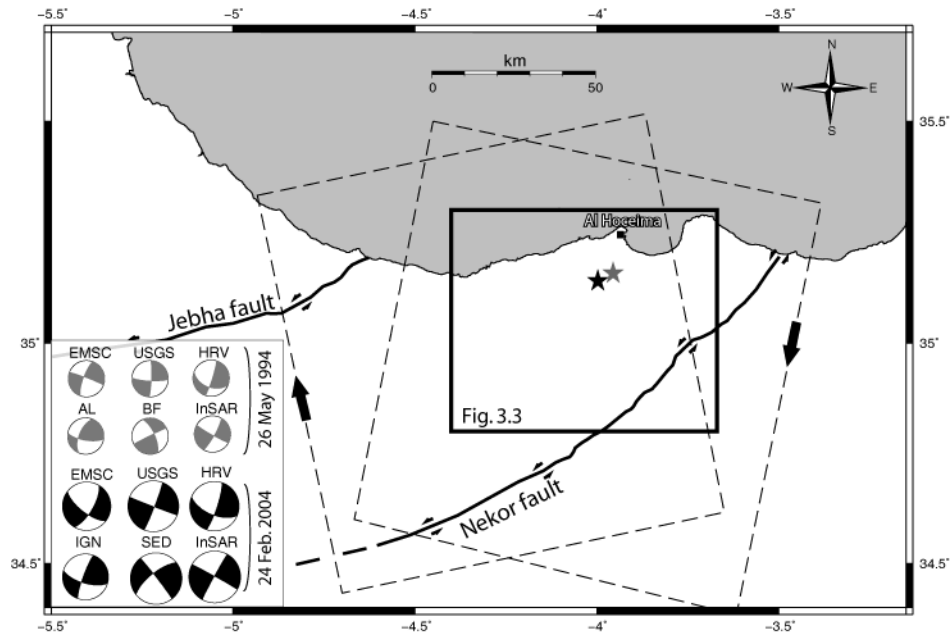 -5.5° -5° -4.5° -4° -3.5°
km
0 50
N
W E
S
35.5° 35.5°
Al Hoceima
Jebha fault
35° 35°
Fig. 3.3
Nekor fault
EMSC USGS HRV
AL BF InSAR
26 May 1994
EMSC USGS HRV
IGN SED InSAR
24 Feb. 2004
34.5° 34.5°
-5.5° -5° -4.5° -4° -3.5°